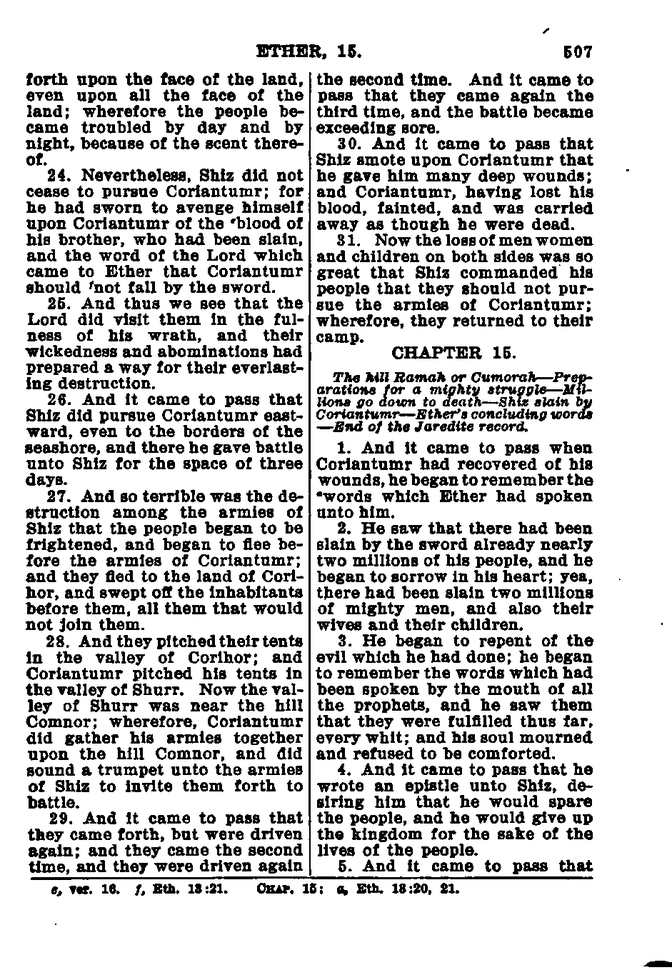 ETHER, 15. 507
forth upon the face of the land,
even upon all the face of the
land; wherefore the people be-
came troubled by day and by
night, because of the scent there-
of.
24. Nevertheless, Shiz did not
cease to pursue Coriantumr; for
he had sworn to avenge himself
upon Coriantumr of the eblood of
his brother, who had been slain,
and the word of the Lord which
came to Ether that Coriantumr
should fnot fall by the sword.
25. And thus we see that the
Lord did visit them in the ful-
ness of his wrath, and their
wickedness and abominations had
prepared a way for their everlast-
ing destruction.
26. And it came to pass that
Shiz did pursue Coriantumr east-
ward, even to the borders of the
seashore, and there he gave battle
unto Shiz for the space of three
days.
27. And so terrible was the de-
struction among the armies of
Shiz that the people began to be
frightened, and began to flee be-
fore the armies of Coriantumr;
and they fled to the land of Cori-
hor, and swept off the inhabitants
before them, all them that would
not join them.
28. And they pitched their tents
in the valley of Corihor; and
Coriantumr pitched his tents in
the valley of Shurr. Now the val-
ley of Shurr was near the hill
Comnor; wherefore, Coriantumr
did gather his armies together
upon the hill Comnor, and did
sound a trumpet unto the armies
of Shiz to invite them forth to
battle.
29. And it came to pass that
they came forth, but were driven
again; and they came the second
time, and they were driven again
the second time. And it came to
pass that they came again the
third time, and the battle became
exceeding sore.
30. And it came to pass that
Shiz smote upon Coriantumr that
he gave him many deep wounds;
and Coriantumr, having lost his
blood, fainted, and was carried
away as though he were dead.
31. Now the loss of men women
and children on both sides was so
great that Shiz commanded his
people that they should not pur-
sue the armies of Coriantumr;
wherefore, they returned to their
camp.
CHAPTER 15.
The hill Ramah or Cumorah—Prep-
arations for a mighty struggle—Mil-
lions go down to death—Shiz slain by
Coriantumr—Ether's concluding words
—End of the Jaredite record.
1. And it came to pass when
Coriantumr had recovered of his
wounds, he began to remember the
awords which Ether had spoken
unto him.
2. He saw that there had been
slain by the sword already nearly
two millions of his people, and he
began to sorrow in his heart; yea,
there had been slain two millions
of mighty men, and also their
wives and their children.
3. He began to repent of the
evil which he had done; he began
to remember the words which had
been spoken by the mouth of all
the prophets, and he saw them
that they were fulfilled thus far,
every whit; and his soul mourned
and refused to be comforted.
4. And it came to pass that he
wrote an epistle unto Shiz, de-
siring him that he would spare
the people, and he would give up
the kingdom for the sake of the
lives of the people.
5. And it came to pass that
e, ver. 16. f, Eth. 13:21. CHAP. 15: a, Eth. 13:20, 21.